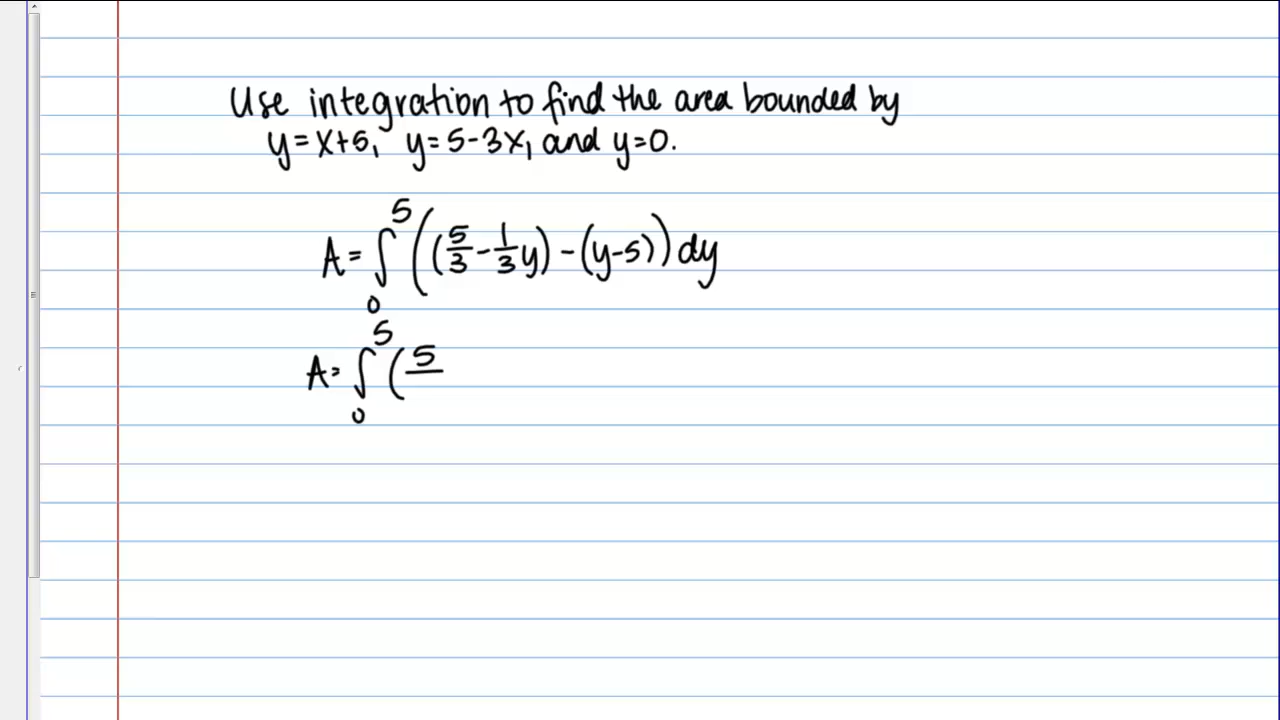 Use integration to find the area bounded by
y=x+5, y=5-3x, and y=0.
A = ∫₀⁵ ((5/3 - 1/3 y) - (y-5)) dy
A = ∫₀⁵ (5